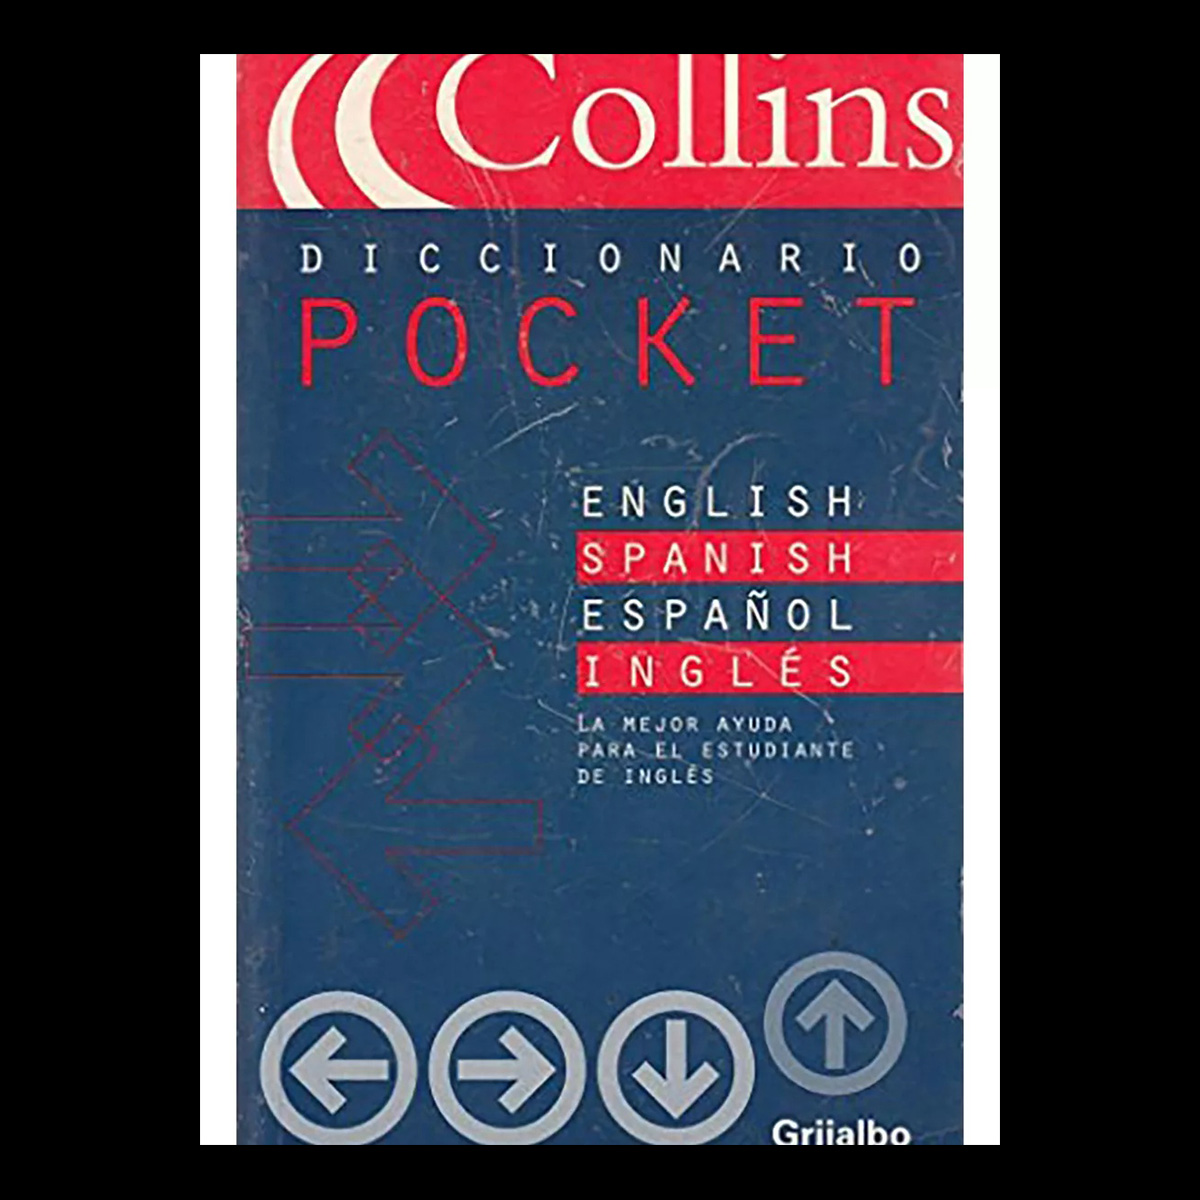 Collins
DICCIONARIO
POCKET
ENGLISH
SPANISH
ESPAÑOL
INGLÉS
LA MEJOR AYUDA
PARA EL ESTUDIANTE
DE INGLÉS
Grijalbo